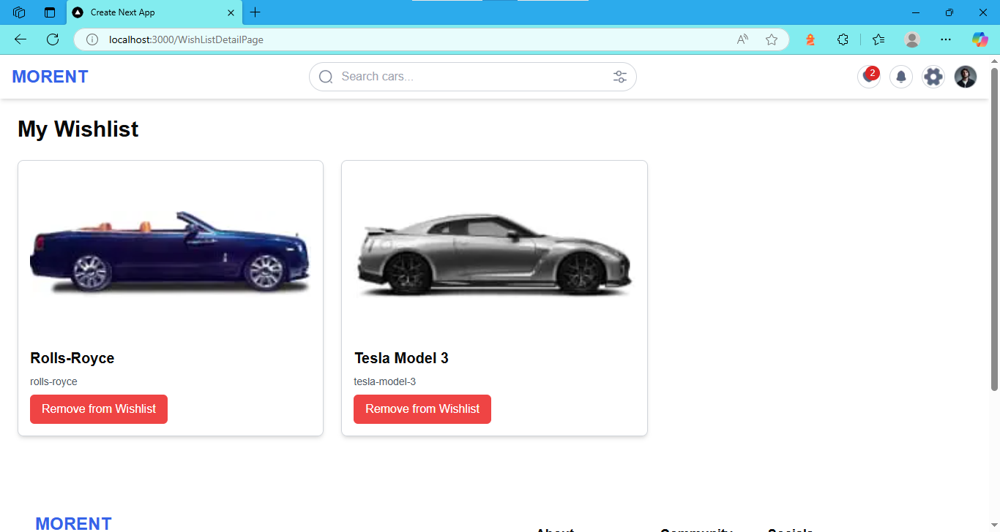 Create Next App
localhost:3000/WishListDetailPage
MORENT
Search cars...
2
My Wishlist
Rolls-Royce
rolls-royce
Remove from Wishlist
Tesla Model 3
tesla-model-3
Remove from Wishlist
MORENT
About
Community
Socials